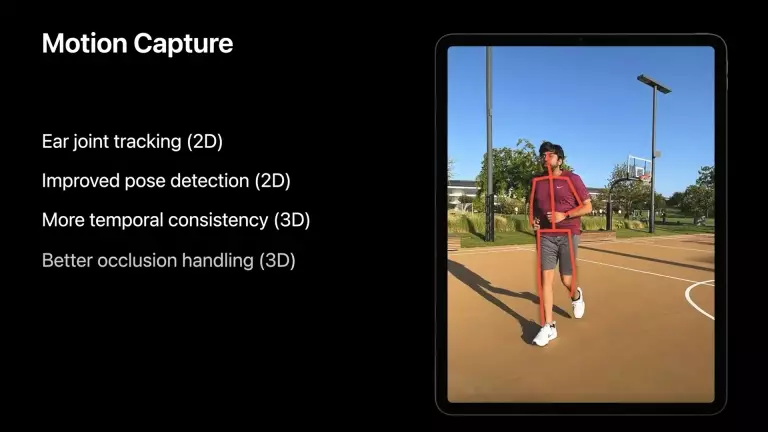 Motion Capture
Ear joint tracking (2D)
Improved pose detection (2D)
More temporal consistency (3D)
Better occlusion handling (3D)